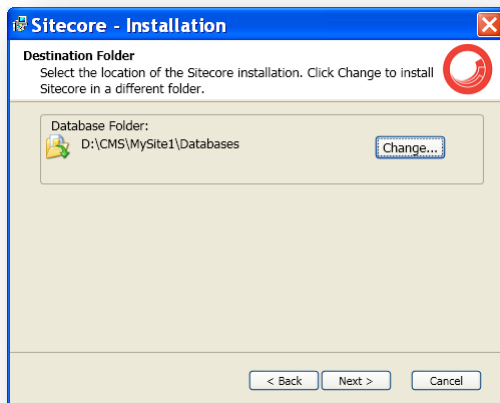 Sitecore - Installation
Destination Folder
Select the location of the Sitecore installation. Click Change to install
Sitecore in a different folder.
Database Folder:
D:\CMS\MySite1\Databases
Change...
< Back
Next >
Cancel